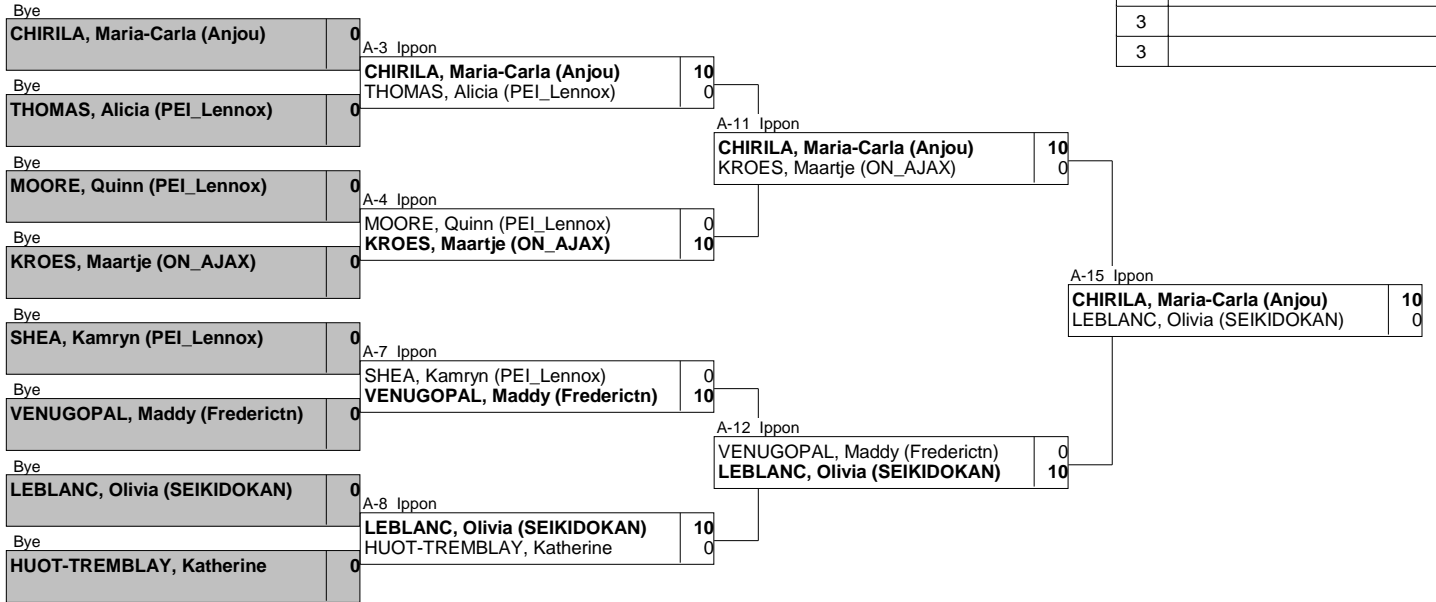 3
3
Bye
CHIRILA, Maria-Carla (Anjou) 0
Bye
THOMAS, Alicia (PEI_Lennox) 0
Bye
MOORE, Quinn (PEI_Lennox) 0
Bye
KROES, Maartje (ON_AJAX) 0
Bye
SHEA, Kamryn (PEI_Lennox) 0
Bye
VENUGOPAL, Maddy (Frederictn) 0
Bye
LEBLANC, Olivia (SEIKIDOKAN) 0
Bye
HUOT-TREMBLAY, Katherine 0
A-3 Ippon
CHIRILA, Maria-Carla (Anjou) 10
THOMAS, Alicia (PEI_Lennox) 0
A-4 Ippon
MOORE, Quinn (PEI_Lennox) 0
KROES, Maartje (ON_AJAX) 10
A-7 Ippon
SHEA, Kamryn (PEI_Lennox) 0
VENUGOPAL, Maddy (Frederictn) 10
A-8 Ippon
LEBLANC, Olivia (SEIKIDOKAN) 10
HUOT-TREMBLAY, Katherine 0
A-11 Ippon
CHIRILA, Maria-Carla (Anjou) 10
KROES, Maartje (ON_AJAX) 0
A-12 Ippon
VENUGOPAL, Maddy (Frederictn) 0
LEBLANC, Olivia (SEIKIDOKAN) 10
A-15 Ippon
CHIRILA, Maria-Carla (Anjou) 10
LEBLANC, Olivia (SEIKIDOKAN) 0